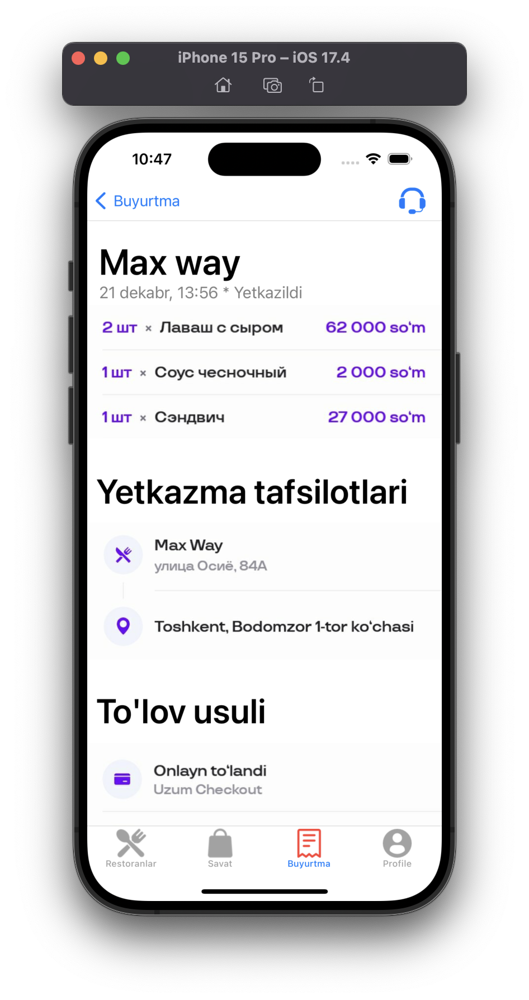 iPhone 15 Pro – iOS 17.4
10:47
Buyurtma
Max way
21 dekabr, 13:56 * Yetkazildi
2 шт × Лаваш с сыром 62 000 so‘m
1 шт × Соус чесночный 2 000 so‘m
1 шт × Сэндвич 27 000 so‘m
Yetkazma tafsilotlari
Max Way
улица Осиё, 84А
Toshkent, Bodomzor 1-tor ko‘chasi
To'lov usuli
Onlayn to‘landi
Uzum Checkout
Restoranlar Savat Buyurtma Profile